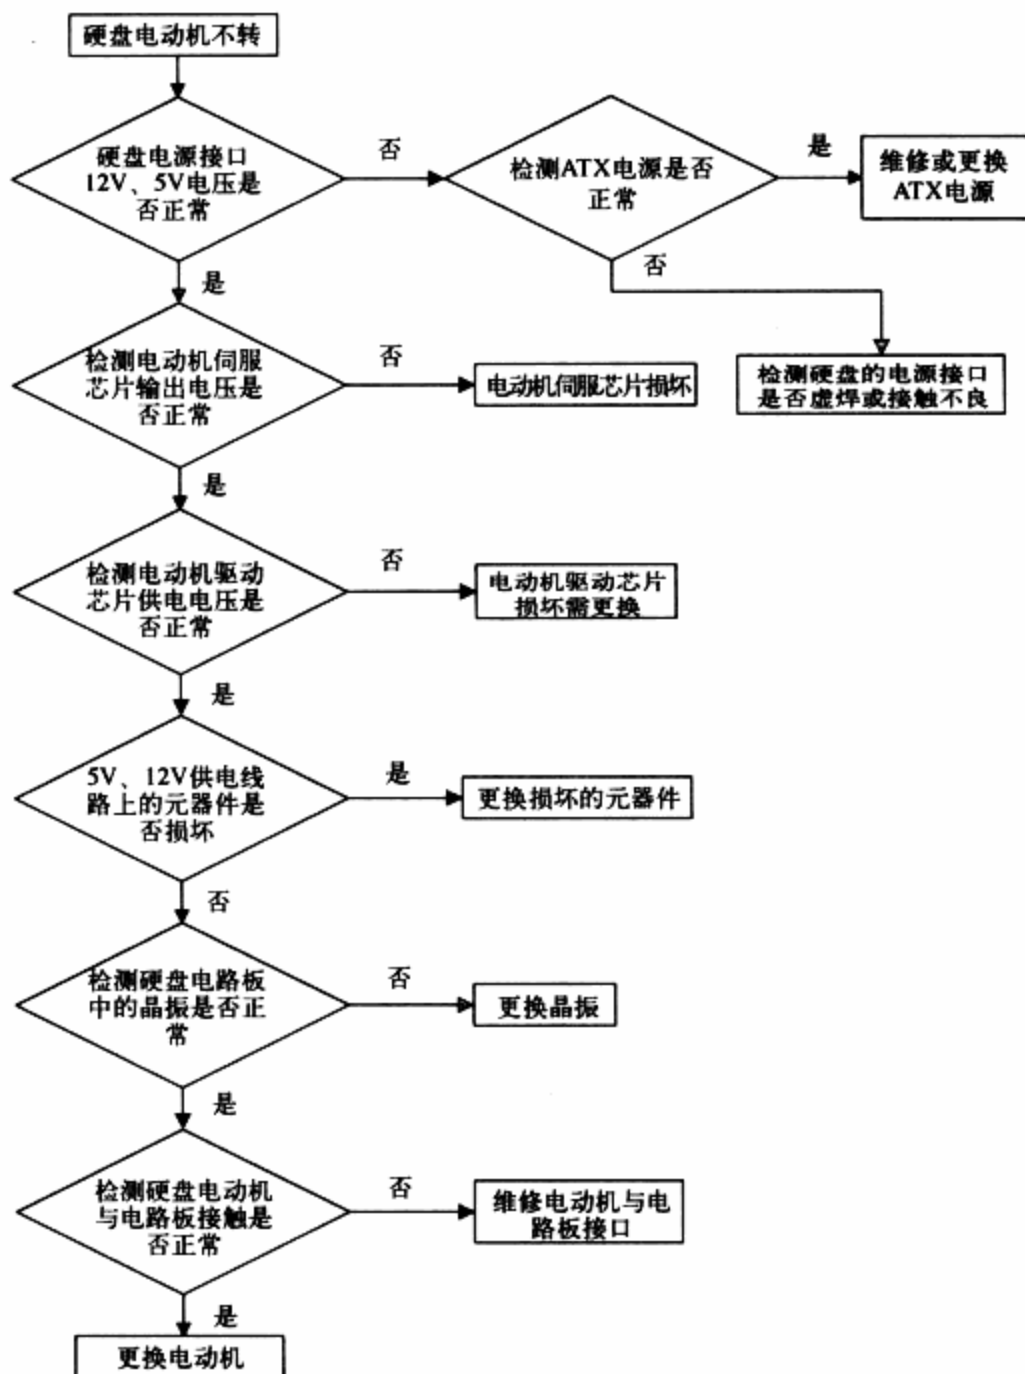 硬盘电动机不转
硬盘电源接口
12V、5V电压是
否正常
否
检测ATX电源是否
正常
是
维修或更换
ATX电源
是
否
检测电动机伺服
芯片输出电压是
否正常
否
电动机伺服芯片损坏
检测硬盘的电源接口
是否虚焊或接触不良
是
检测电动机驱动
芯片供电电压是
否正常
否
电动机驱动芯片
损坏需更换
是
5V、12V供电线
路上的元器件是
否损坏
是
更换损坏的元器件
否
检测硬盘电路板
中的晶振是否正
常
否
更换晶振
是
检测硬盘电动机
与电路板接触是
否正常
否
维修电动机与电
路板接口
是
更换电动机